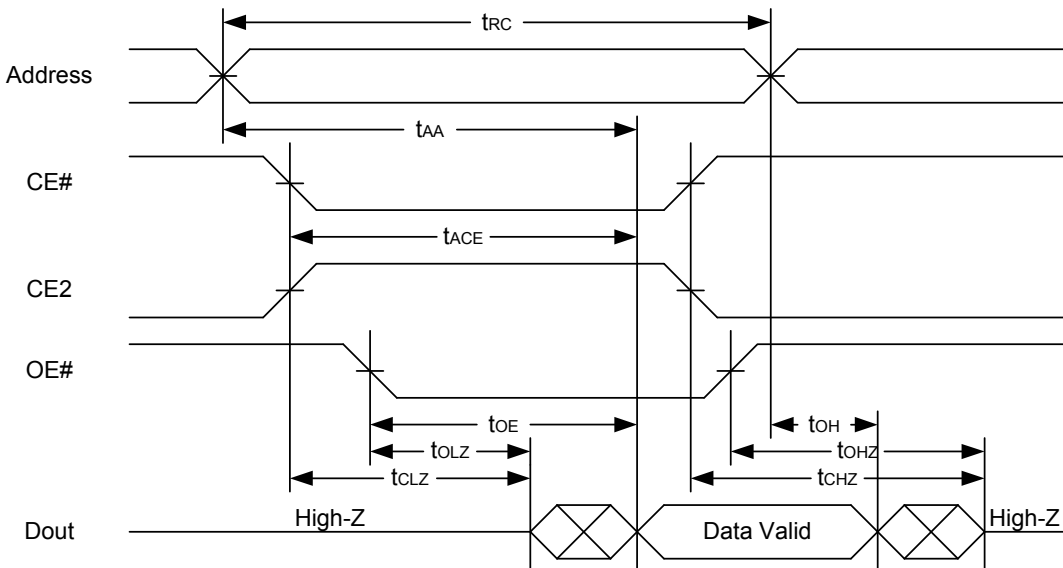 tRC
Address
tAA
CE#
tACE
CE2
OE#
tOE
tOH
tOLZ
tOHZ
tCLZ
tCHZ
High-Z
Data Valid
High-Z
Dout